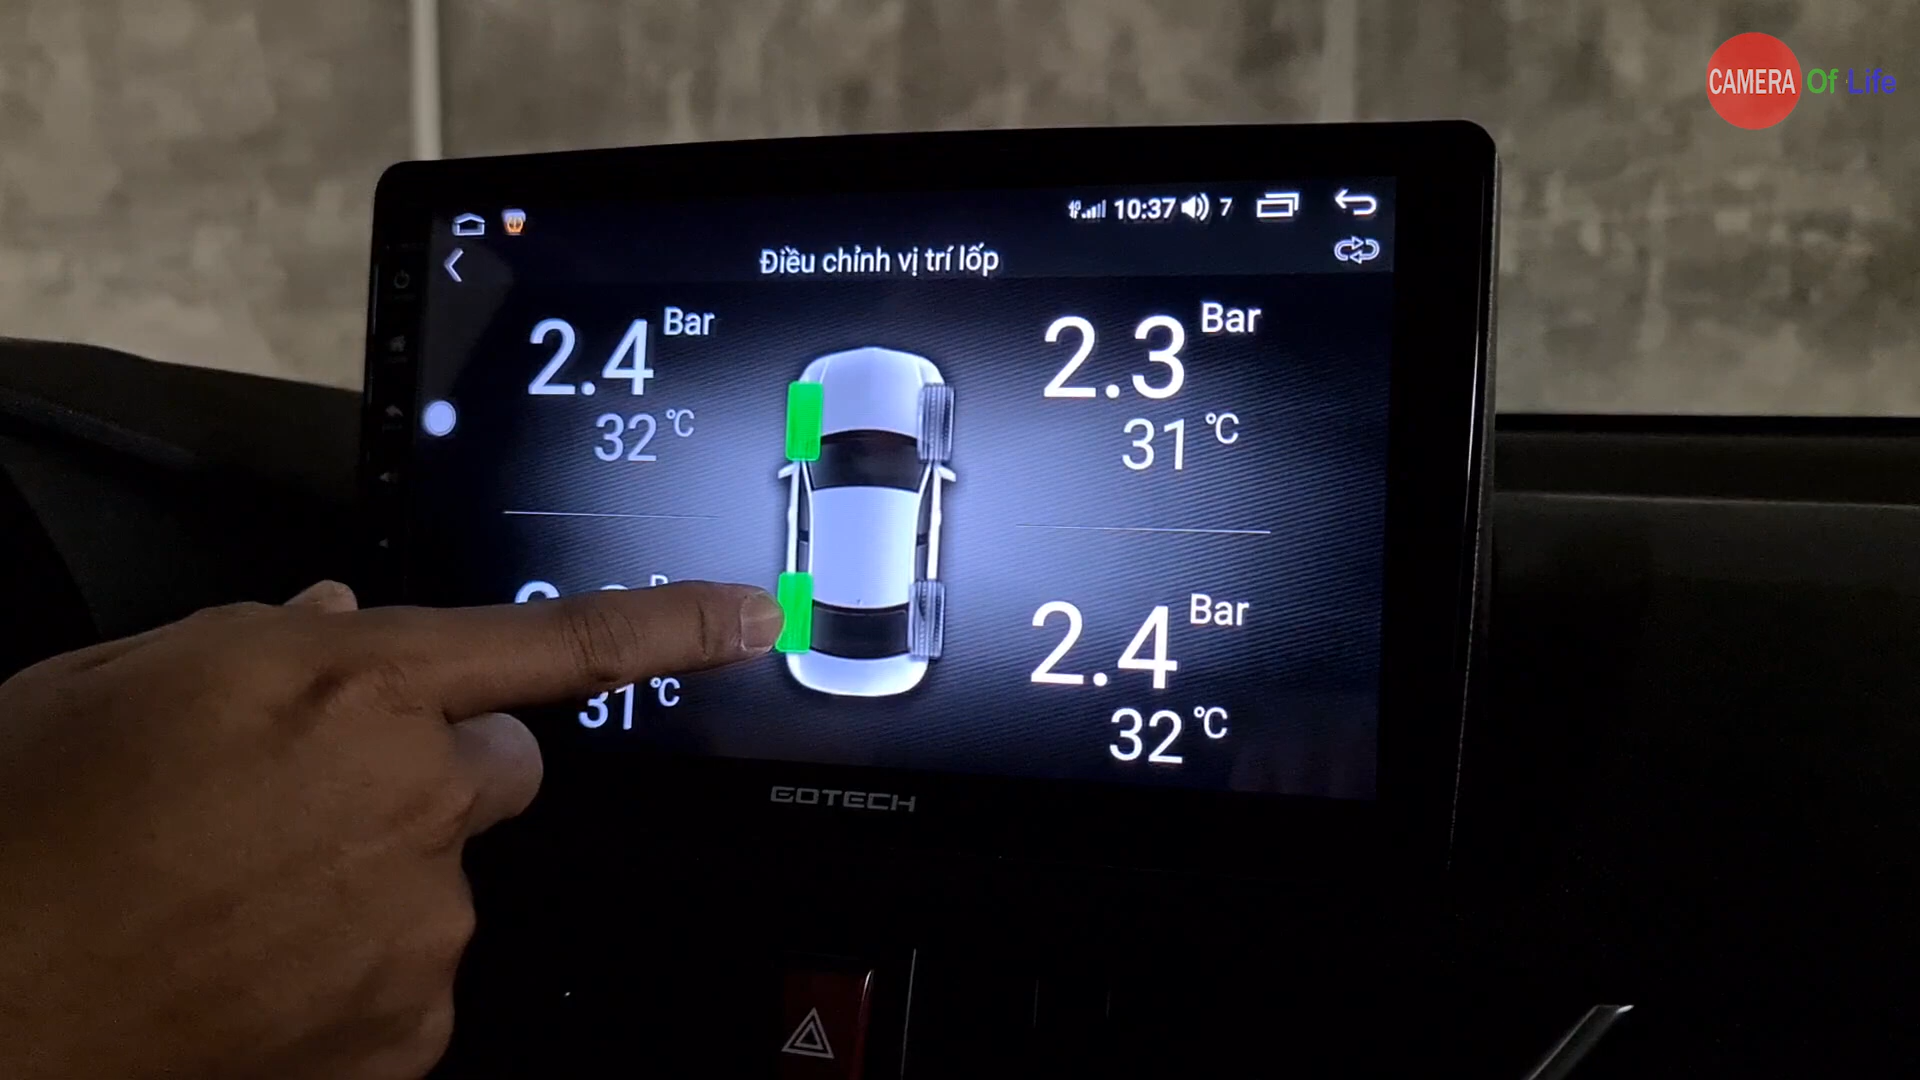 CAMERA Of Life
4G 10:37 7
Điều chỉnh vị trí lốp
2.4 Bar
32 °C
2.3 Bar
31 °C
31 °C
2.4 Bar
32 °C
GOTECH